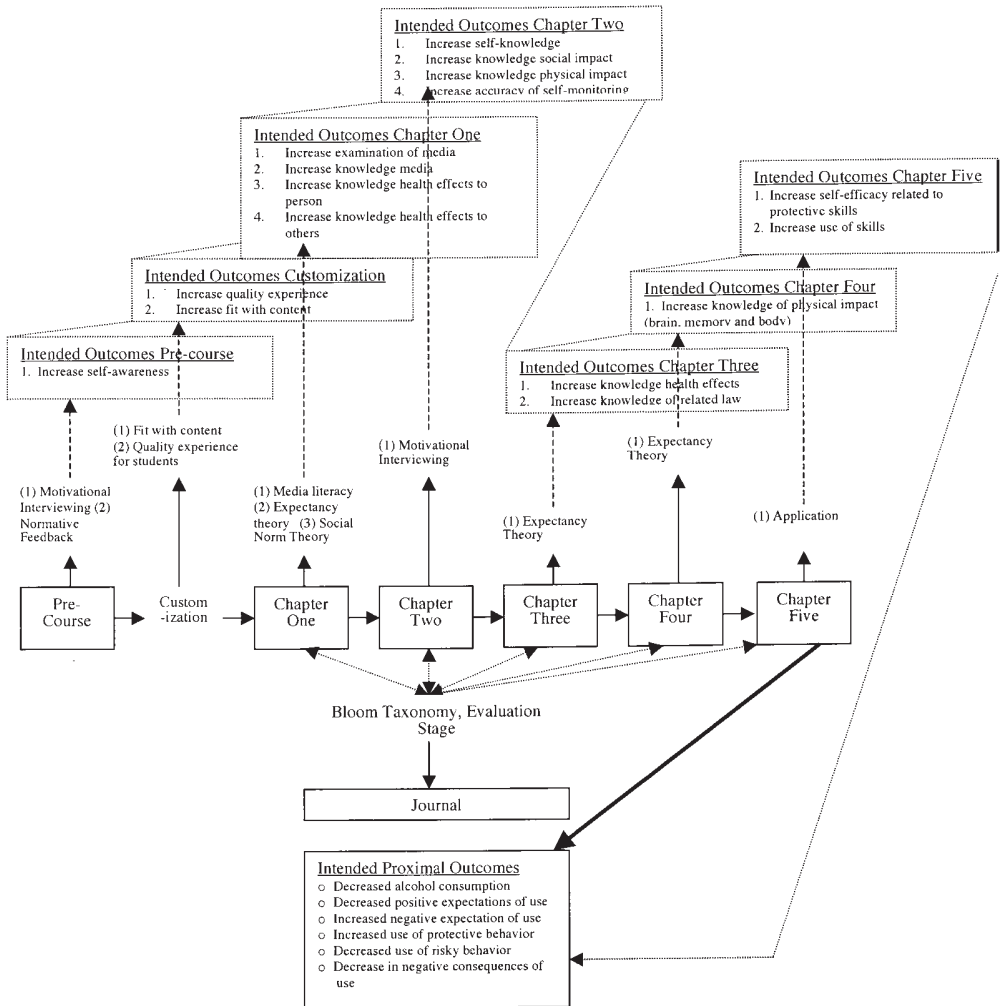 Intended Outcomes Chapter Two
1. Increase self-knowledge
2. Increase knowledge social impact
3. Increase knowledge physical impact
4. Increase accuracy of self-monitoring
Intended Outcomes Chapter One
1. Increase examination of media
2. Increase knowledge media
3. Increase knowledge health effects to
person
4. Increase knowledge health effects to
others
Intended Outcomes Chapter Five
1. Increase self-efficacy related to
protective skills
2. Increase use of skills
Intended Outcomes Customization
1. Increase quality experience
2. Increase fit with content
Intended Outcomes Chapter Four
1. Increase knowledge of physical impact
(brain, memory and body)
Intended Outcomes Pre-course
1. Increase self-awareness
Intended Outcomes Chapter Three
1. Increase knowledge health effects
2. Increase knowledge of related law
(1) Motivational
Interviewing (2)
Normative
Feedback
(1) Fit with content
(2) Quality experience
for students
(1) Media literacy
(2) Expectancy
theory (3) Social
Norm Theory
(1) Motivational
Interviewing
(1) Expectancy
Theory
(1) Expectancy
Theory
(1) Application
Pre-
Course
Custom
-ization
Chapter
One
Chapter
Two
Chapter
Three
Chapter
Four
Chapter
Five
Bloom Taxonomy, Evaluation
Stage
Journal
Intended Proximal Outcomes
○ Decreased alcohol consumption
○ Decreased positive expectations of use
○ Increased negative expectation of use
○ Increased use of protective behavior
○ Decreased use of risky behavior
○ Decrease in negative consequences of
use